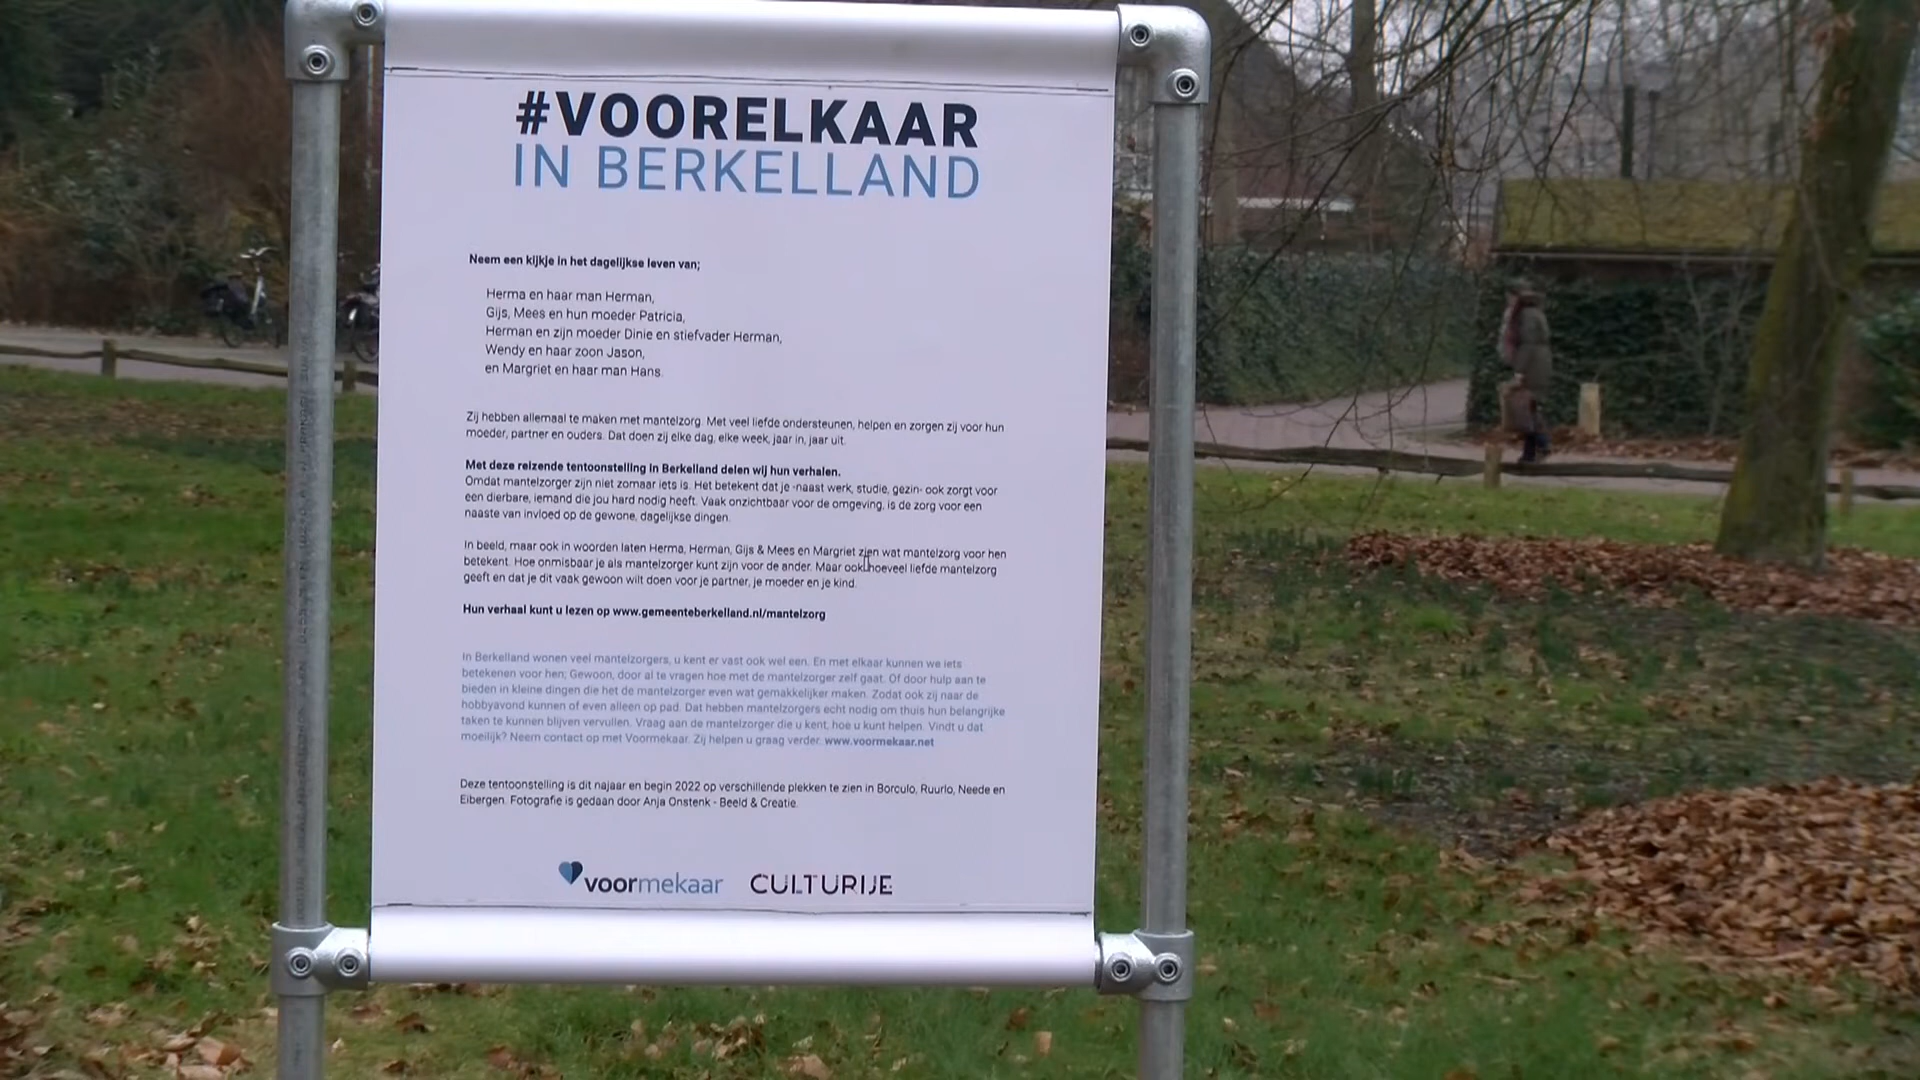 #VOORELKAAR
IN BERKELLAND
Neem een kijkje in het dagelijkse leven van;
Herma en haar man Herman,
Gijs, Mees en hun moeder Patricia,
Herman en zijn moeder Dinie en stiefvader Herman,
Wendy en haar zoon Jason,
en Margriet en haar man Hans.
Zij hebben allemaal te maken met mantelzorg. Met veel liefde ondersteunen, helpen en zorgen zij voor hun
moeder, partner en ouders. Dat doen zij elke dag, elke week, jaar in, jaar uit.
Met deze reizende tentoonstelling in Berkelland delen wij hun verhalen.
Omdat mantelzorger zijn niet zomaar iets is. Het betekent dat je -naast werk, studie, gezin- ook zorgt voor
een dierbare, iemand die jou hard nodig heeft. Vaak onzichtbaar voor de omgeving, is de zorg voor een
naaste van invloed op de gewone, dagelijkse dingen.
In beeld, maar ook in woorden laten Herma, Herman, Gijs & Mees en Margriet zien wat mantelzorg voor hen
betekent. Hoe onmisbaar je als mantelzorger kunt zijn voor de ander. Maar ook hoeveel liefde mantelzorg
geeft en dat je dit vaak gewoon wilt doen voor je partner, je moeder en je kind.
Hun verhaal kunt u lezen op www.gemeenteberkelland.nl/mantelzorg
In Berkelland wonen veel mantelzorgers, u kent er vast ook wel een. En met elkaar kunnen we iets
betekenen voor hen. Gewoon, door al te vragen hoe met de mantelzorger zelf gaat. Of door hulp aan te
bieden in kleine dingen die het de mantelzorger even wat gemakkelijker maken. Zodat ook zij naar de
hobbyavond kunnen of even alleen op pad. Dat hebben mantelzorgers echt nodig om thuis hun belangrijke
taken te kunnen blijven vervullen. Vraag aan de mantelzorger die u kent, hoe u kunt helpen. Vindt u dat
moeilijk? Neem contact op met Voormekaar. Zij helpen u graag verder. www.voormekaar.net
Deze tentoonstelling is dit najaar en begin 2022 op verschillende plekken te zien in Borculo, Ruurlo, Neede en
Eibergen. Fotografie is gedaan door Anja Onstenk - Beeld & Creatie.
voormekaar CULTURIJE